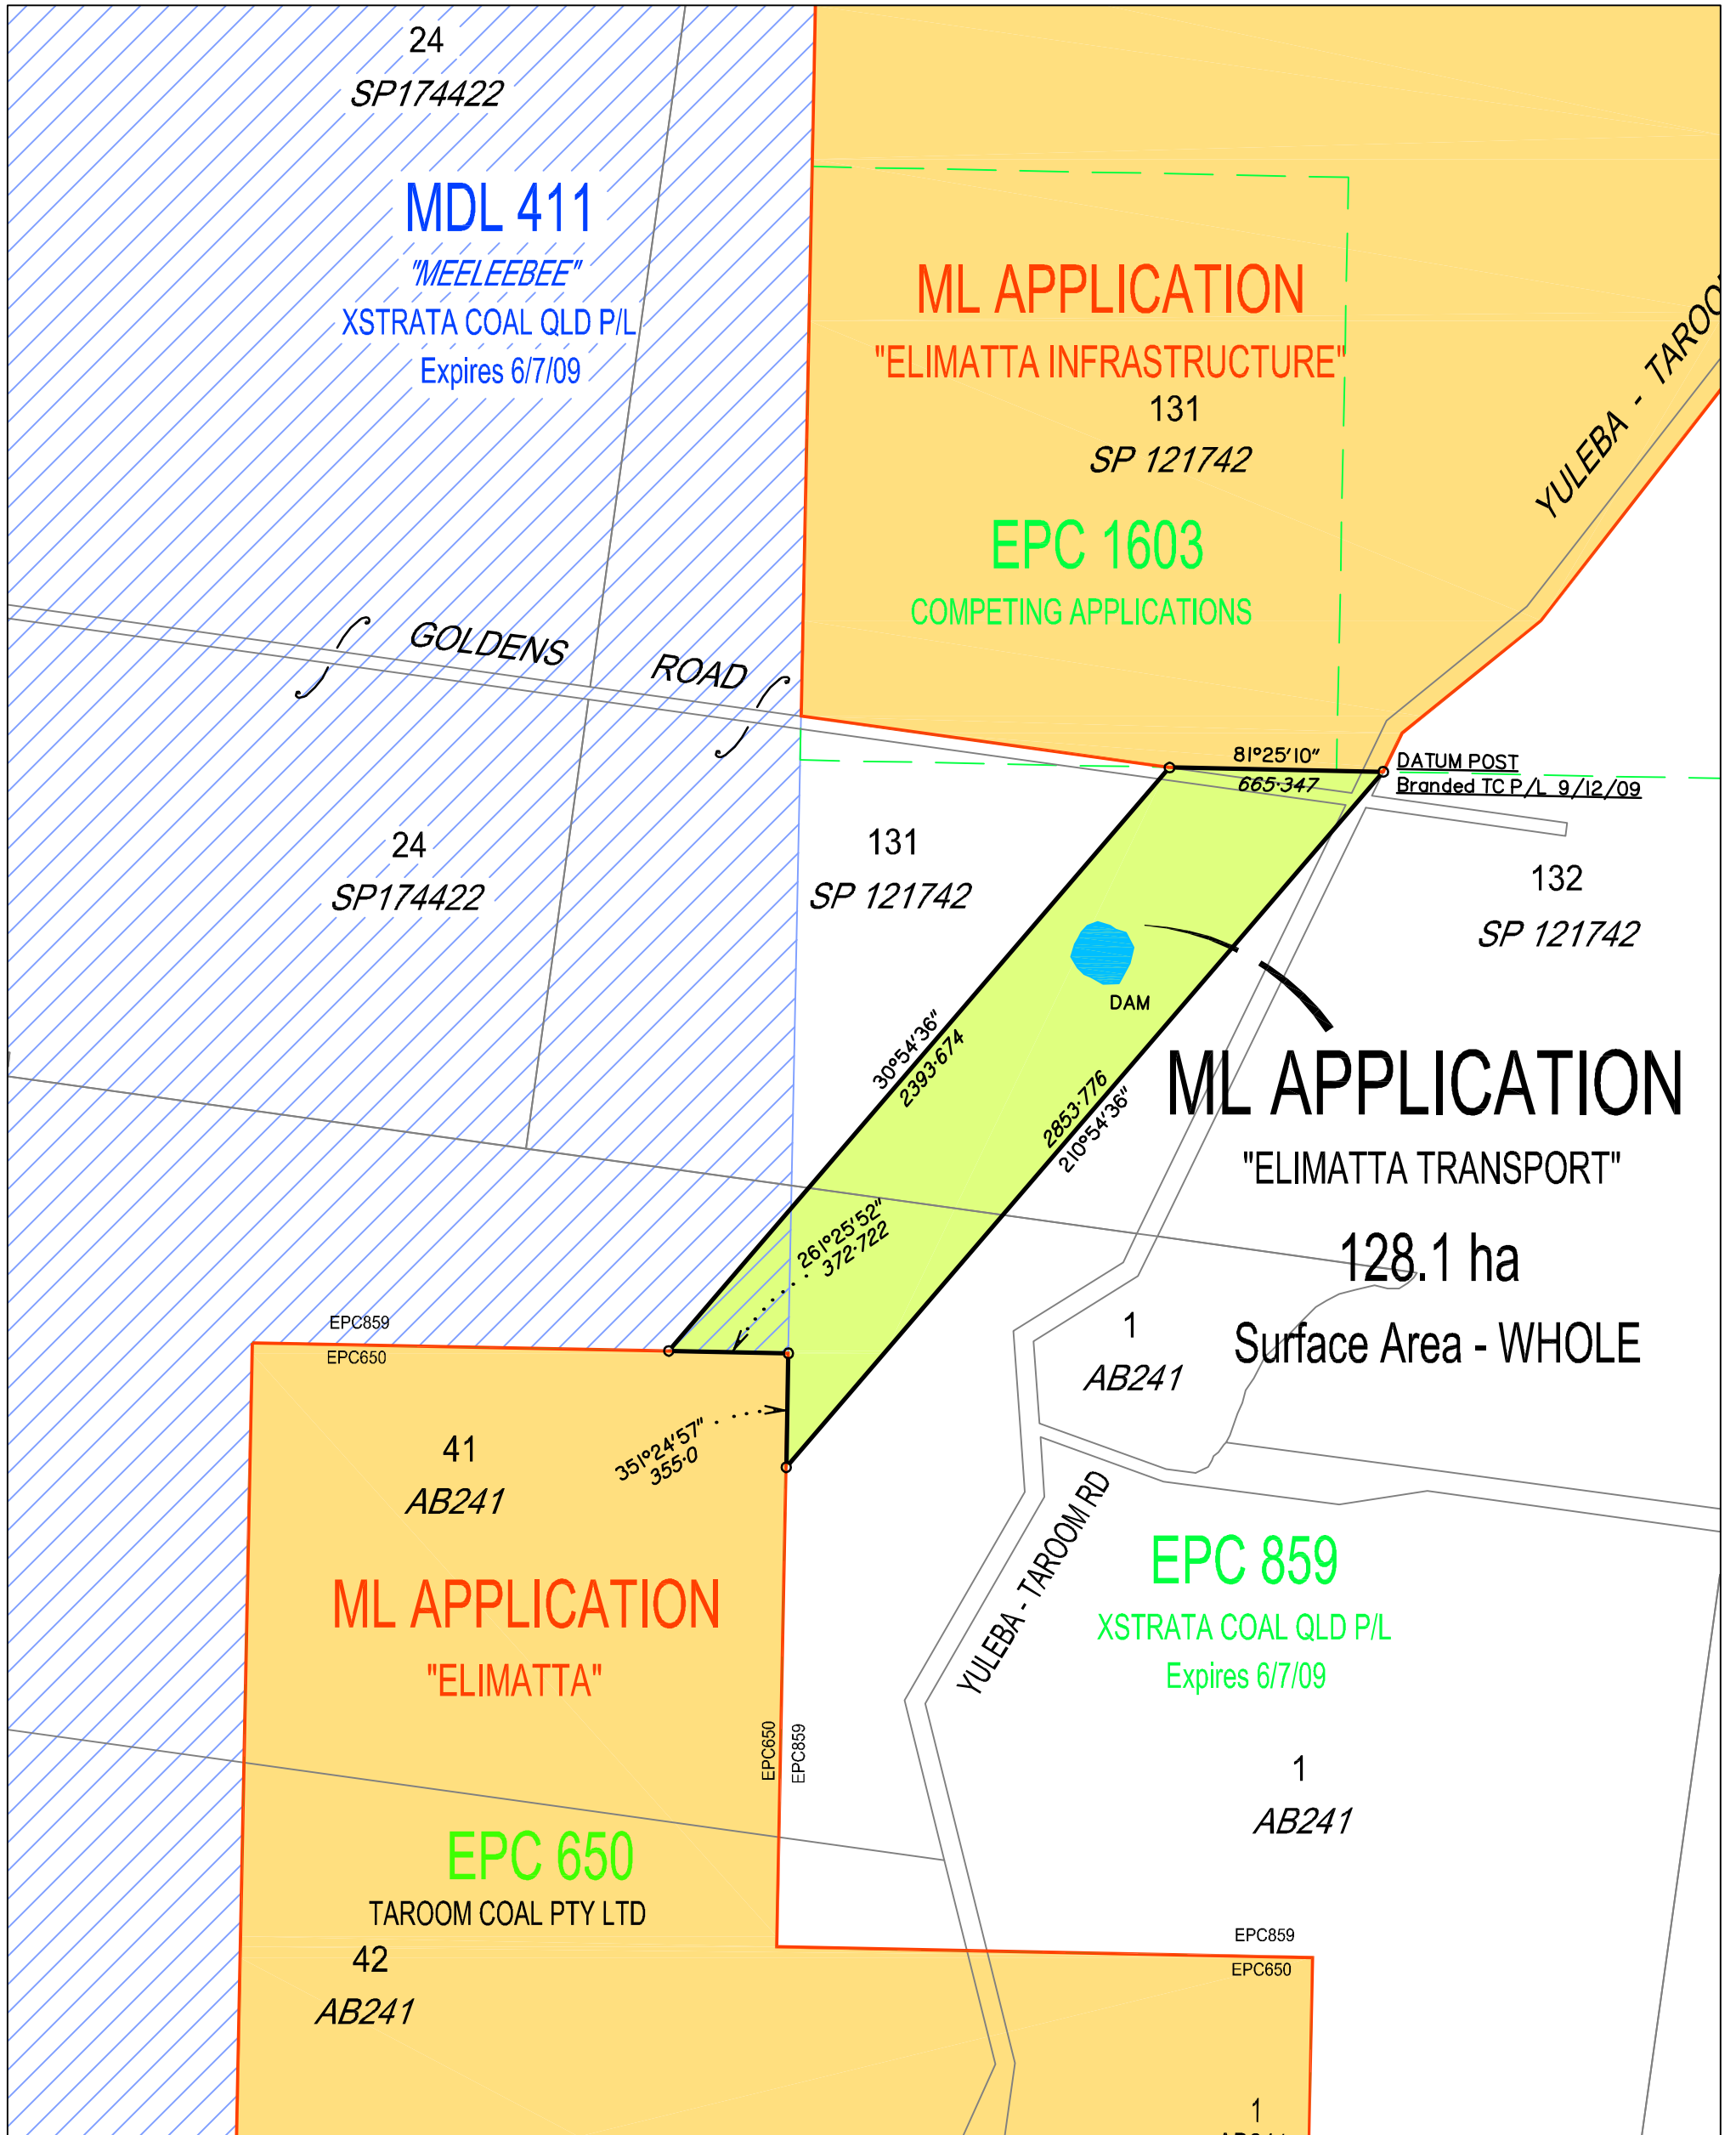 24
SP174422
MDL 411
"MEELEEBEE"
XSTRATA COAL QLD P/L
Expires 6/7/09
ML APPLICATION
"ELIMATTA INFRASTRUCTURE"
131
SP 121742
EPC 1603
COMPETING APPLICATIONS
YULEBA - TAROO
GOLDENS ROAD
81°25'10"
665·347
DATUM POST
Branded TC P/L 9/12/09
24
SP174422
131
SP 121742
132
SP 121742
DAM
30°54'36"
2393·674
2853·776
210°54'36"
ML APPLICATION
"ELIMATTA TRANSPORT"
128.1 ha
Surface Area - WHOLE
261°25'52"
372·722
EPC859
EPC650
1
AB241
351°24'57"
355·0
41
AB241
YULEBA - TAROOM RD
EPC 859
XSTRATA COAL QLD P/L
Expires 6/7/09
ML APPLICATION
"ELIMATTA"
EPC650
EPC859
1
AB241
EPC 650
TAROOM COAL PTY LTD
42
AB241
EPC859
EPC650
1